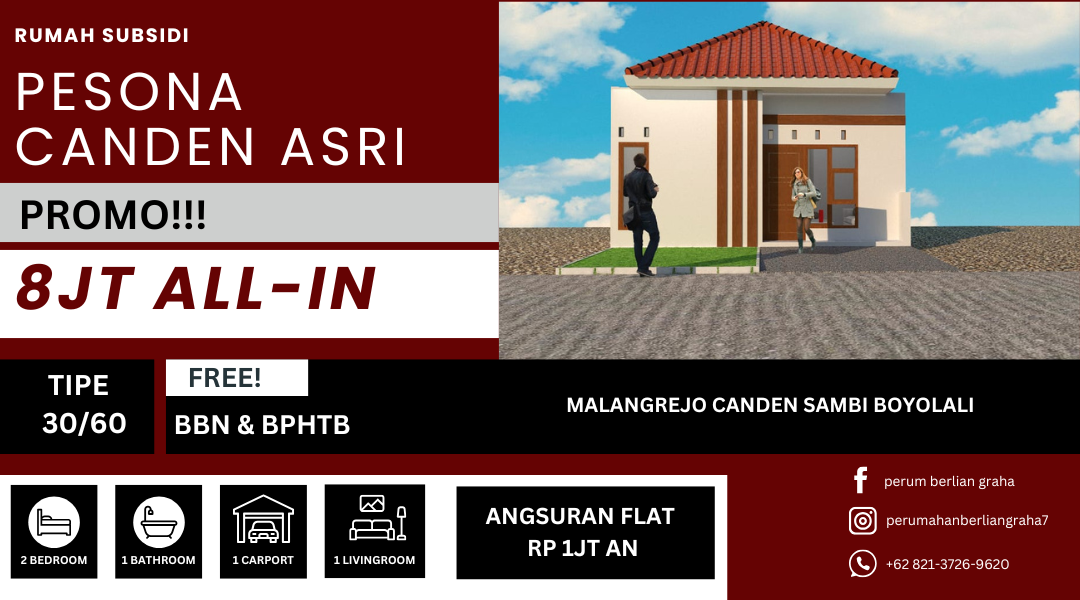 RUMAH SUBSIDI
PESONA
CANDEN ASRI
PROMO!!!
8JT ALL-IN
TIPE
30/60
FREE!
BBN & BPHTB
MALANGREJO CANDEN SAMBI BOYOLALI
2 BEDROOM
1 BATHROOM
1 CARPORT
1 LIVINGROOM
ANGSURAN FLAT
RP 1JT AN
perum berlian graha
perumahanberliangraha7
+62 821-3726-9620